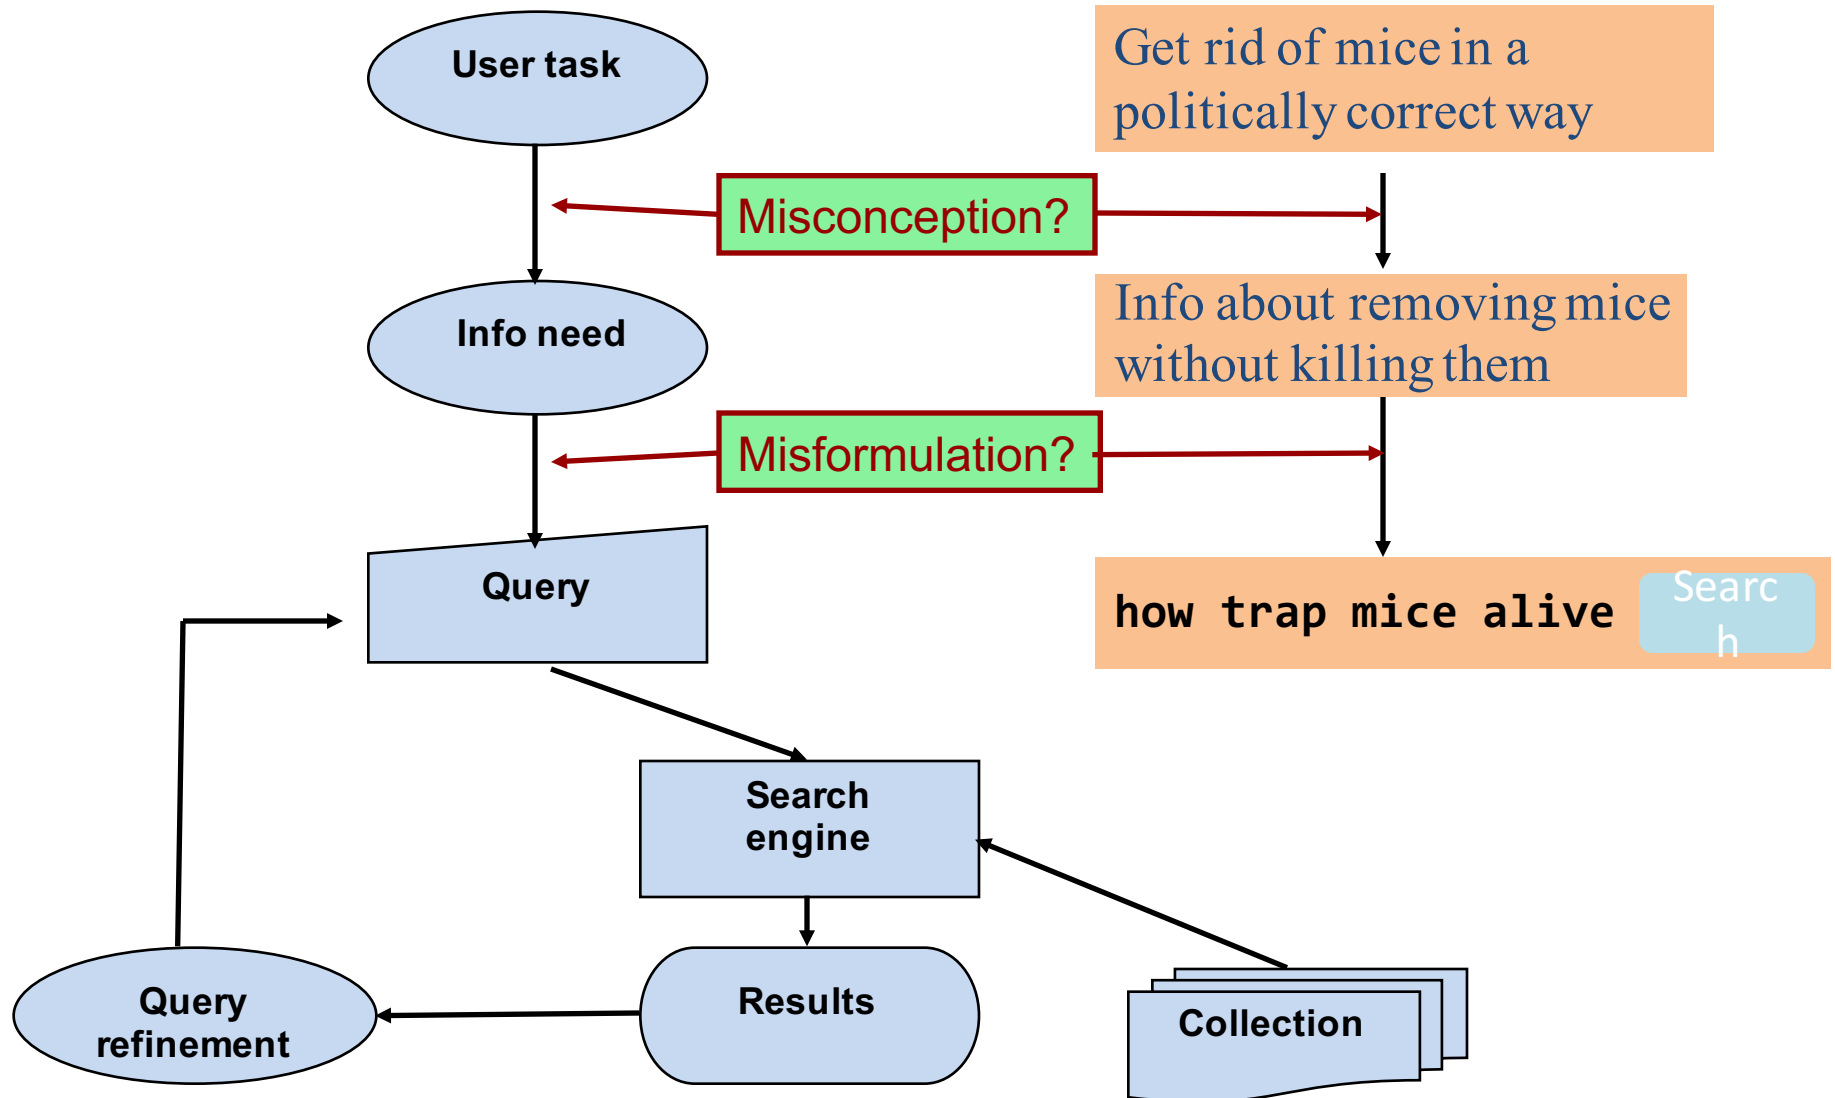 User task
Get rid of mice in a
politically correct way
Misconception?
Info need
Info about removing mice
without killing them
Misformulation?
Query
how trap mice alive
Searc
h
Search
engine
Results
Query
refinement
Collection